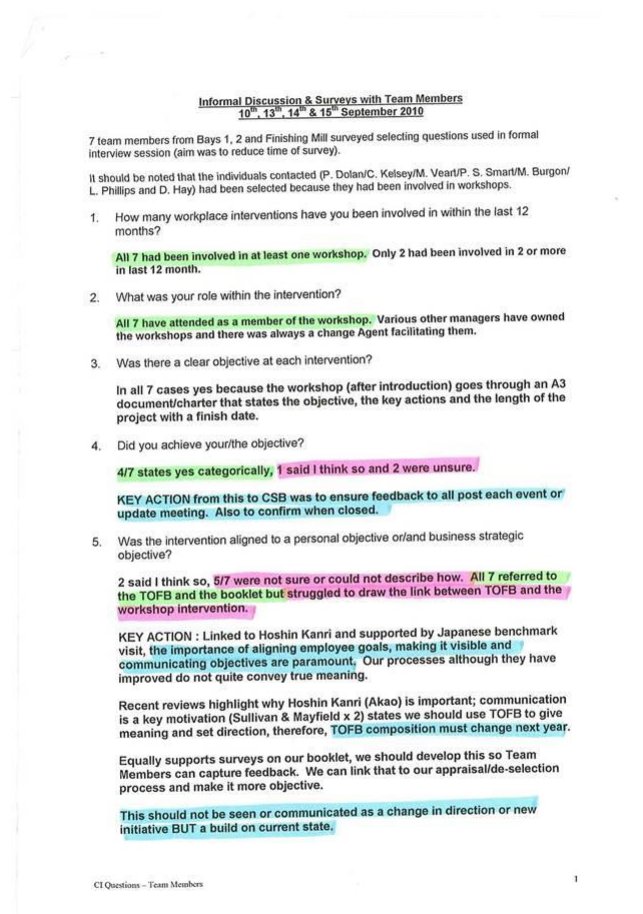 Informal Discussion & Surveys with Team Members
10th, 13th, 14th & 15th September 2010
7 team members from Bays 1, 2 and Finishing Mill surveyed selecting questions used in formal
interview session (aim was to reduce time of survey).
It should be noted that the individuals contacted (P. Dolan/C. Kelsey/M. Veart/P. S. Smart/M. Burgon/
L. Phillips and D. Hay) had been selected because they had been involved in workshops.
1. How many workplace interventions have you been involved in within the last 12
months?
All 7 had been involved in at least one workshop. Only 2 had been involved in 2 or more
in last 12 month.
2. What was your role within the intervention?
All 7 have attended as a member of the workshop. Various other managers have owned
the workshops and there was always a change Agent facilitating them.
3. Was there a clear objective at each intervention?
In all 7 cases yes because the workshop (after introduction) goes through an A3
document/charter that states the objective, the key actions and the length of the
project with a finish date.
4. Did you achieve your/the objective?
4/7 states yes categorically, 1 said I think so and 2 were unsure.
KEY ACTION from this to CSB was to ensure feedback to all post each event or
update meeting. Also to confirm when closed.
5. Was the intervention aligned to a personal objective or/and business strategic
objective?
2 said I think so, 5/7 were not sure or could not describe how. All 7 referred to
the TOFB and the booklet but struggled to draw the link between TOFB and the
workshop intervention.
KEY ACTION : Linked to Hoshin Kanri and supported by Japanese benchmark
visit, the importance of aligning employee goals, making it visible and
communicating objectives are paramount. Our processes although they have
improved do not quite convey true meaning.
Recent reviews highlight why Hoshin Kanri (Akao) is important; communication
is a key motivation (Sullivan & Mayfield x 2) states we should use TOFB to give
meaning and set direction, therefore, TOFB composition must change next year.
Equally supports surveys on our booklet, we should develop this so Team
Members can capture feedback. We can link that to our appraisal/de-selection
process and make it more objective.
This should not be seen or communicated as a change in direction or new
initiative BUT a build on current state.
CI Questions – Team Members
1